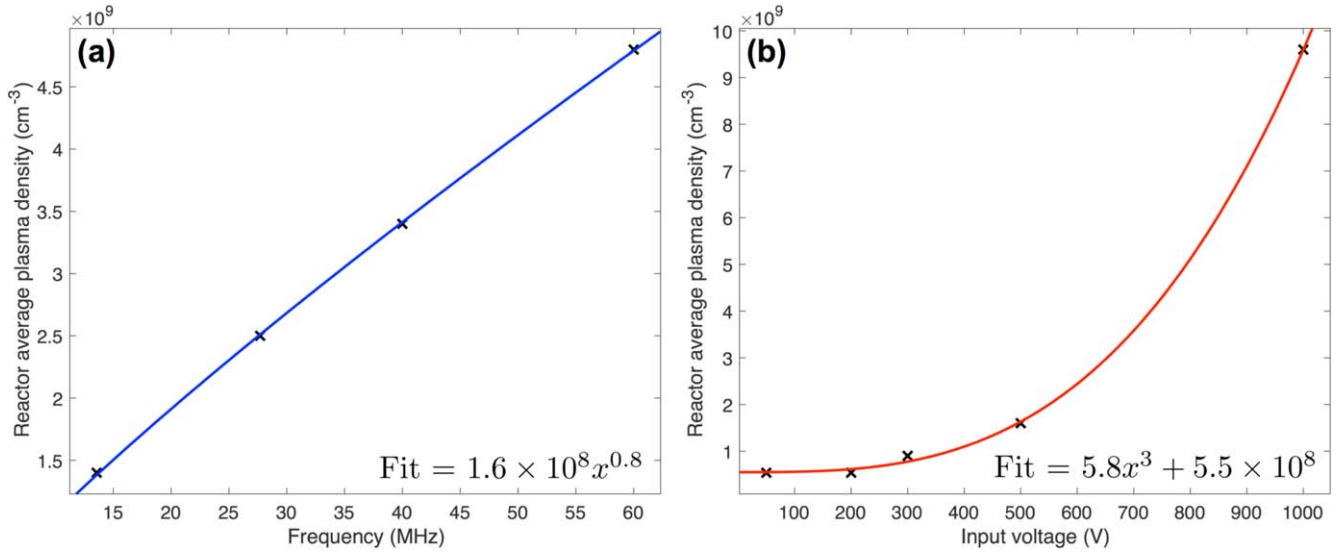 ×10⁹
(a)
Reactor average plasma density (cm⁻³)
4.5
4
3.5
3
2.5
2
1.5
Fit = 1.6 × 10⁸x⁰·⁸
15 20 25 30 35 40 45 50 55 60
Frequency (MHz)
×10⁹
(b)
Reactor average plasma density (cm⁻³)
10
9
8
7
6
5
4
3
2
1
Fit = 5.8x³ + 5.5 × 10⁸
100 200 300 400 500 600 700 800 900 1000
Input voltage (V)